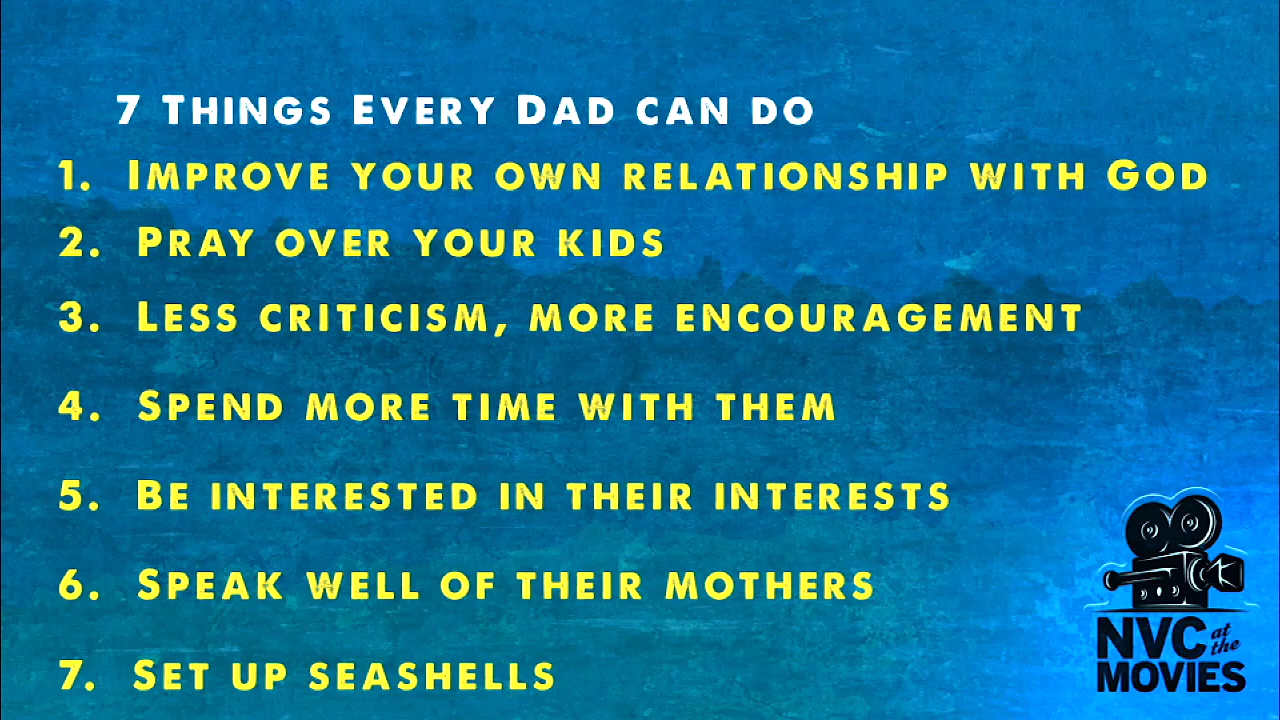 7 Things Every Dad can do
1. Improve your own relationship with God
2. Pray over your kids
3. Less criticism, more encouragement
4. Spend more time with them
5. Be interested in their interests
6. Speak well of their mothers
7. Set up seashells
NVC at the
MOVIES